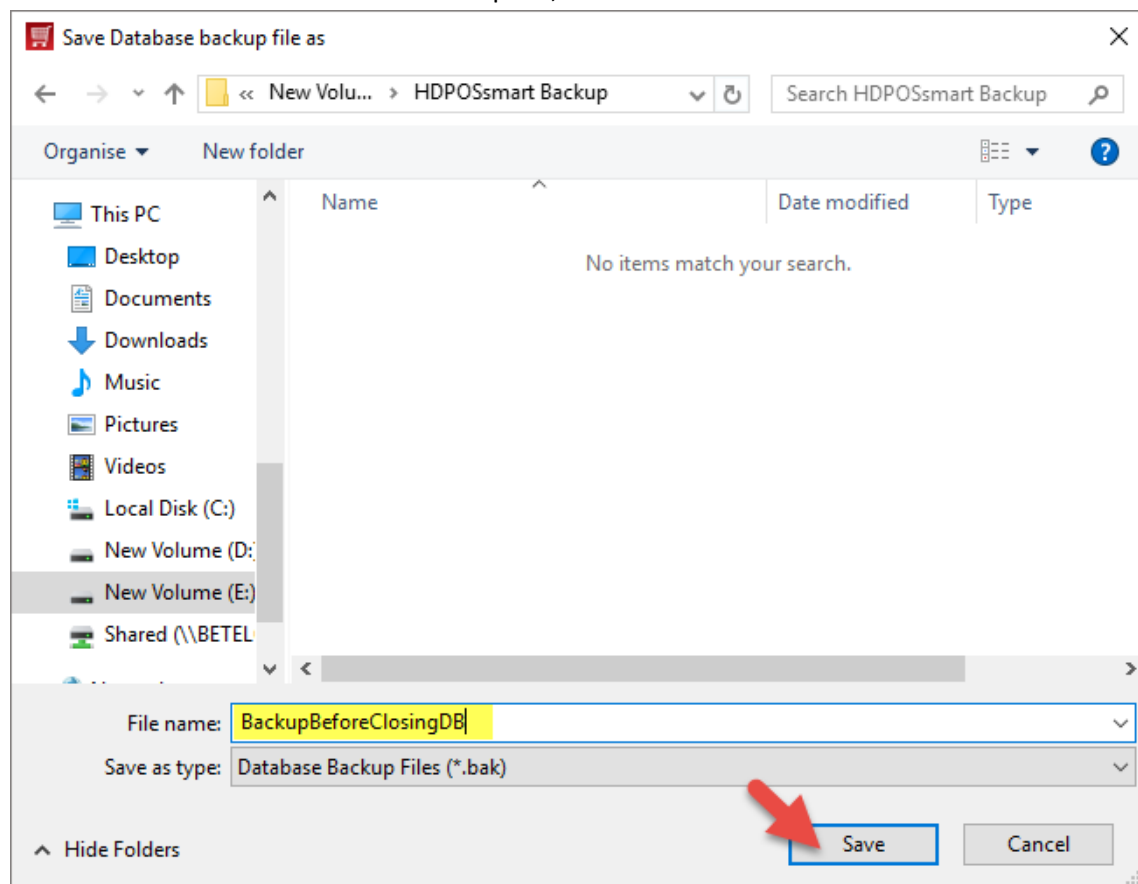 Save Database backup file as
« New Volu... › HDPOSsmart Backup
Search HDPOSsmart Backup
Organise
New folder
?
This PC
Desktop
Documents
Downloads
Music
Pictures
Videos
Local Disk (C:)
New Volume (D:
New Volume (E:)
Shared (\\BETEL
Name
Date modified
Type
No items match your search.
File name: BackupBeforeClosingDB
Save as type: Database Backup Files (*.bak)
Hide Folders
Save
Cancel